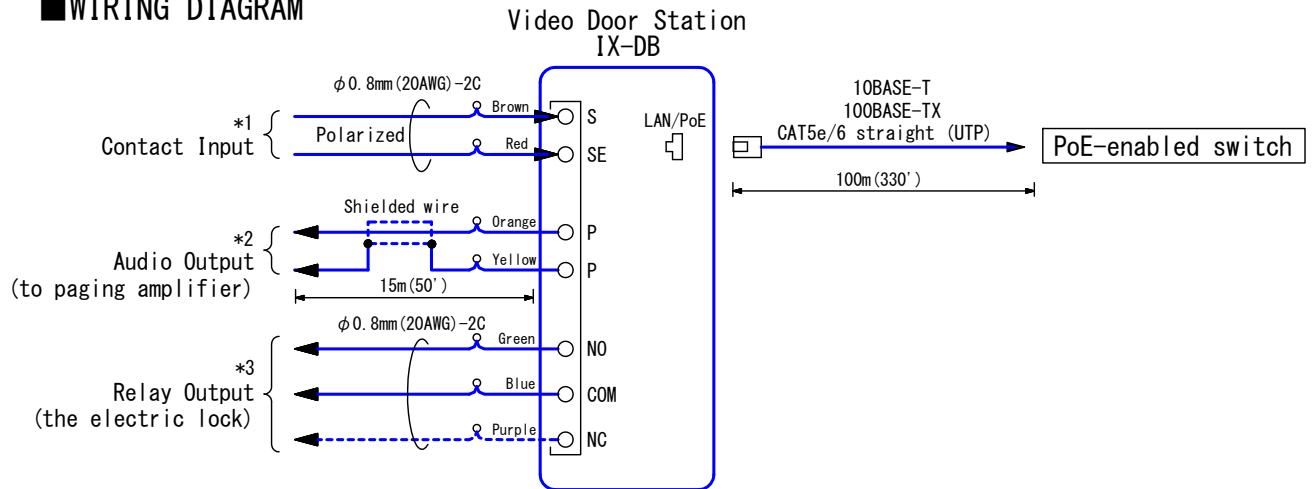 ■WIRING DIAGRAM
Video Door Station
IX-DB
φ0.8mm(20AWG)-2C
*1
Contact Input
Polarized
Brown
S
Red
SE
LAN/PoE
10BASE-T
100BASE-TX
CAT5e/6 straight (UTP)
PoE-enabled switch
100m(330')
Shielded wire
*2
Audio Output
(to paging amplifier)
Orange
P
Yellow
P
15m(50')
φ0.8mm(20AWG)-2C
*3
Relay Output
(the electric lock)
Green
NO
Blue
COM
Purple
NC